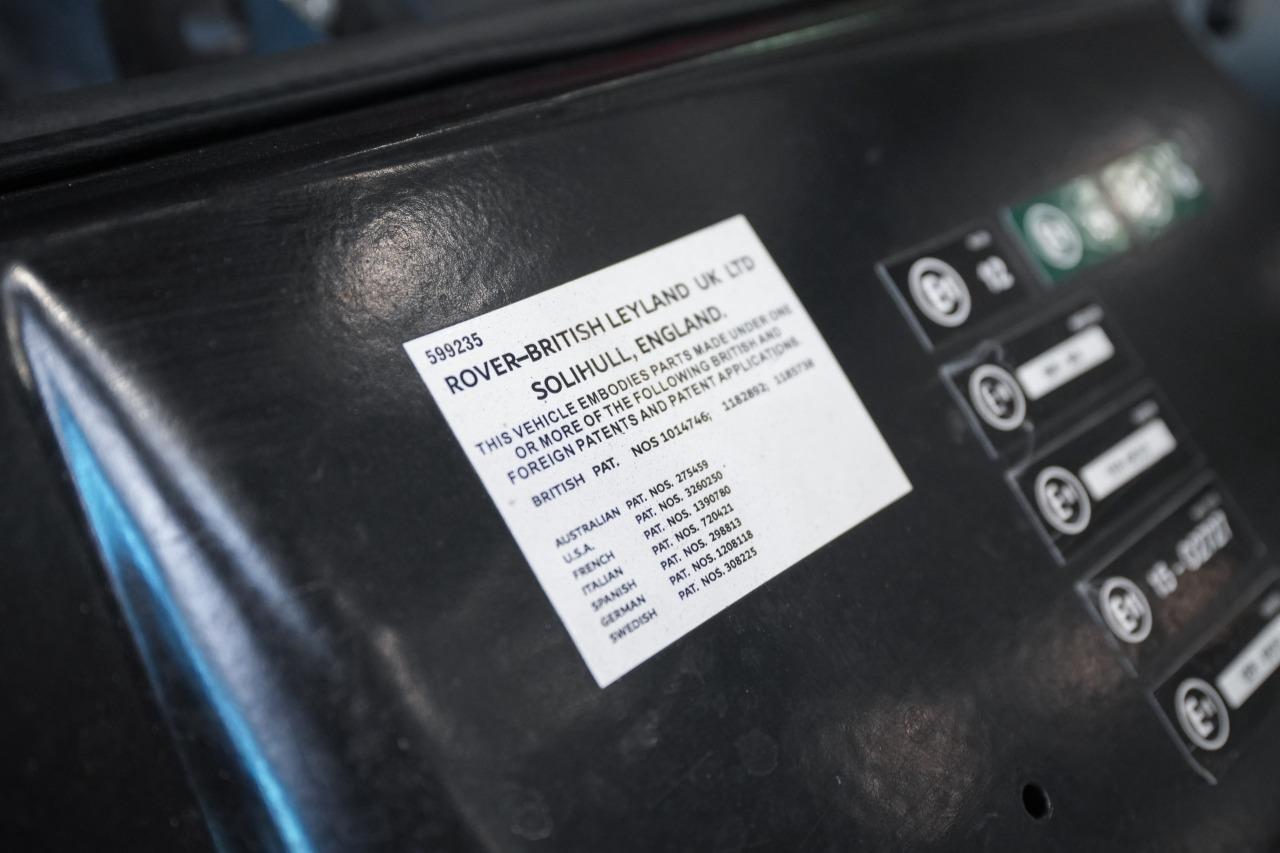 599235
ROVER–BRITISH LEYLAND UK LTD
SOLIHULL, ENGLAND.
THIS VEHICLE EMBODIES PARTS MADE UNDER ONE
OR MORE OF THE FOLLOWING BRITISH AND
FOREIGN PATENTS AND PATENT APPLICATIONS.
BRITISH PAT. NOS 1014746; 1182892; 1185738
AUSTRALIAN PAT. NOS. 275459
U.S.A. PAT. NOS. 3260250
FRENCH PAT. NOS. 1390780
ITALIAN PAT. NOS. 720421
SPANISH PAT. NOS. 298813
GERMAN PAT. NOS. 1208118
SWEDISH PAT. NOS. 308225
E11 12
E11 15 - 02727